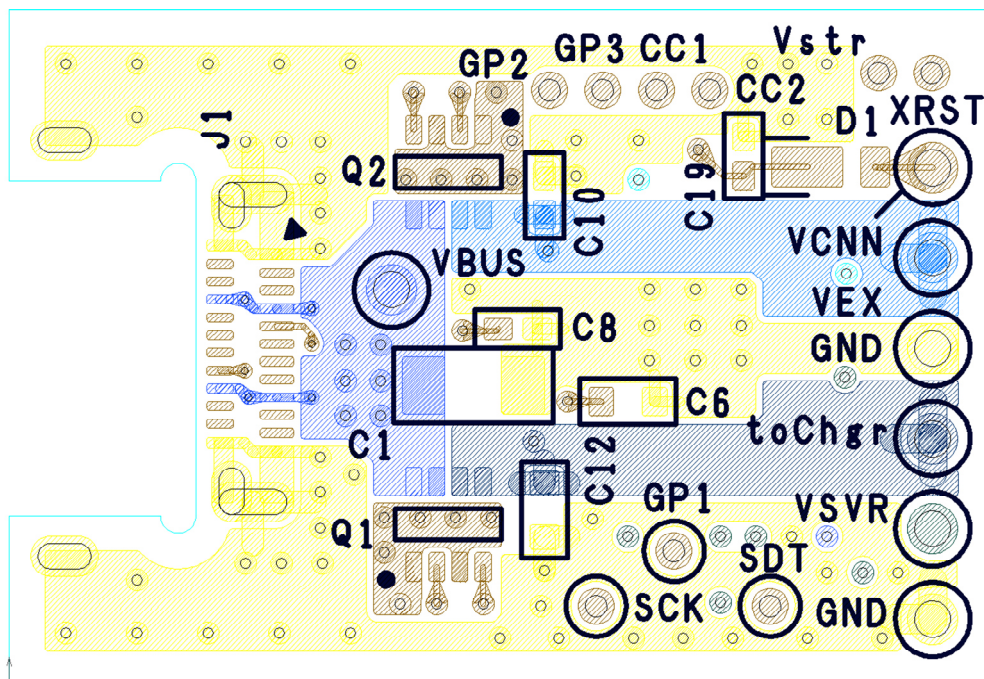 Vstr
GP3 CC1
GP2
CC2
D1
XRST
J1
Q2
C10
C19
VCNN
VBUS
VEX
C8
GND
C6
toChgr
C1
C12
GP1
VSVR
Q1
SDT
SCK
GND